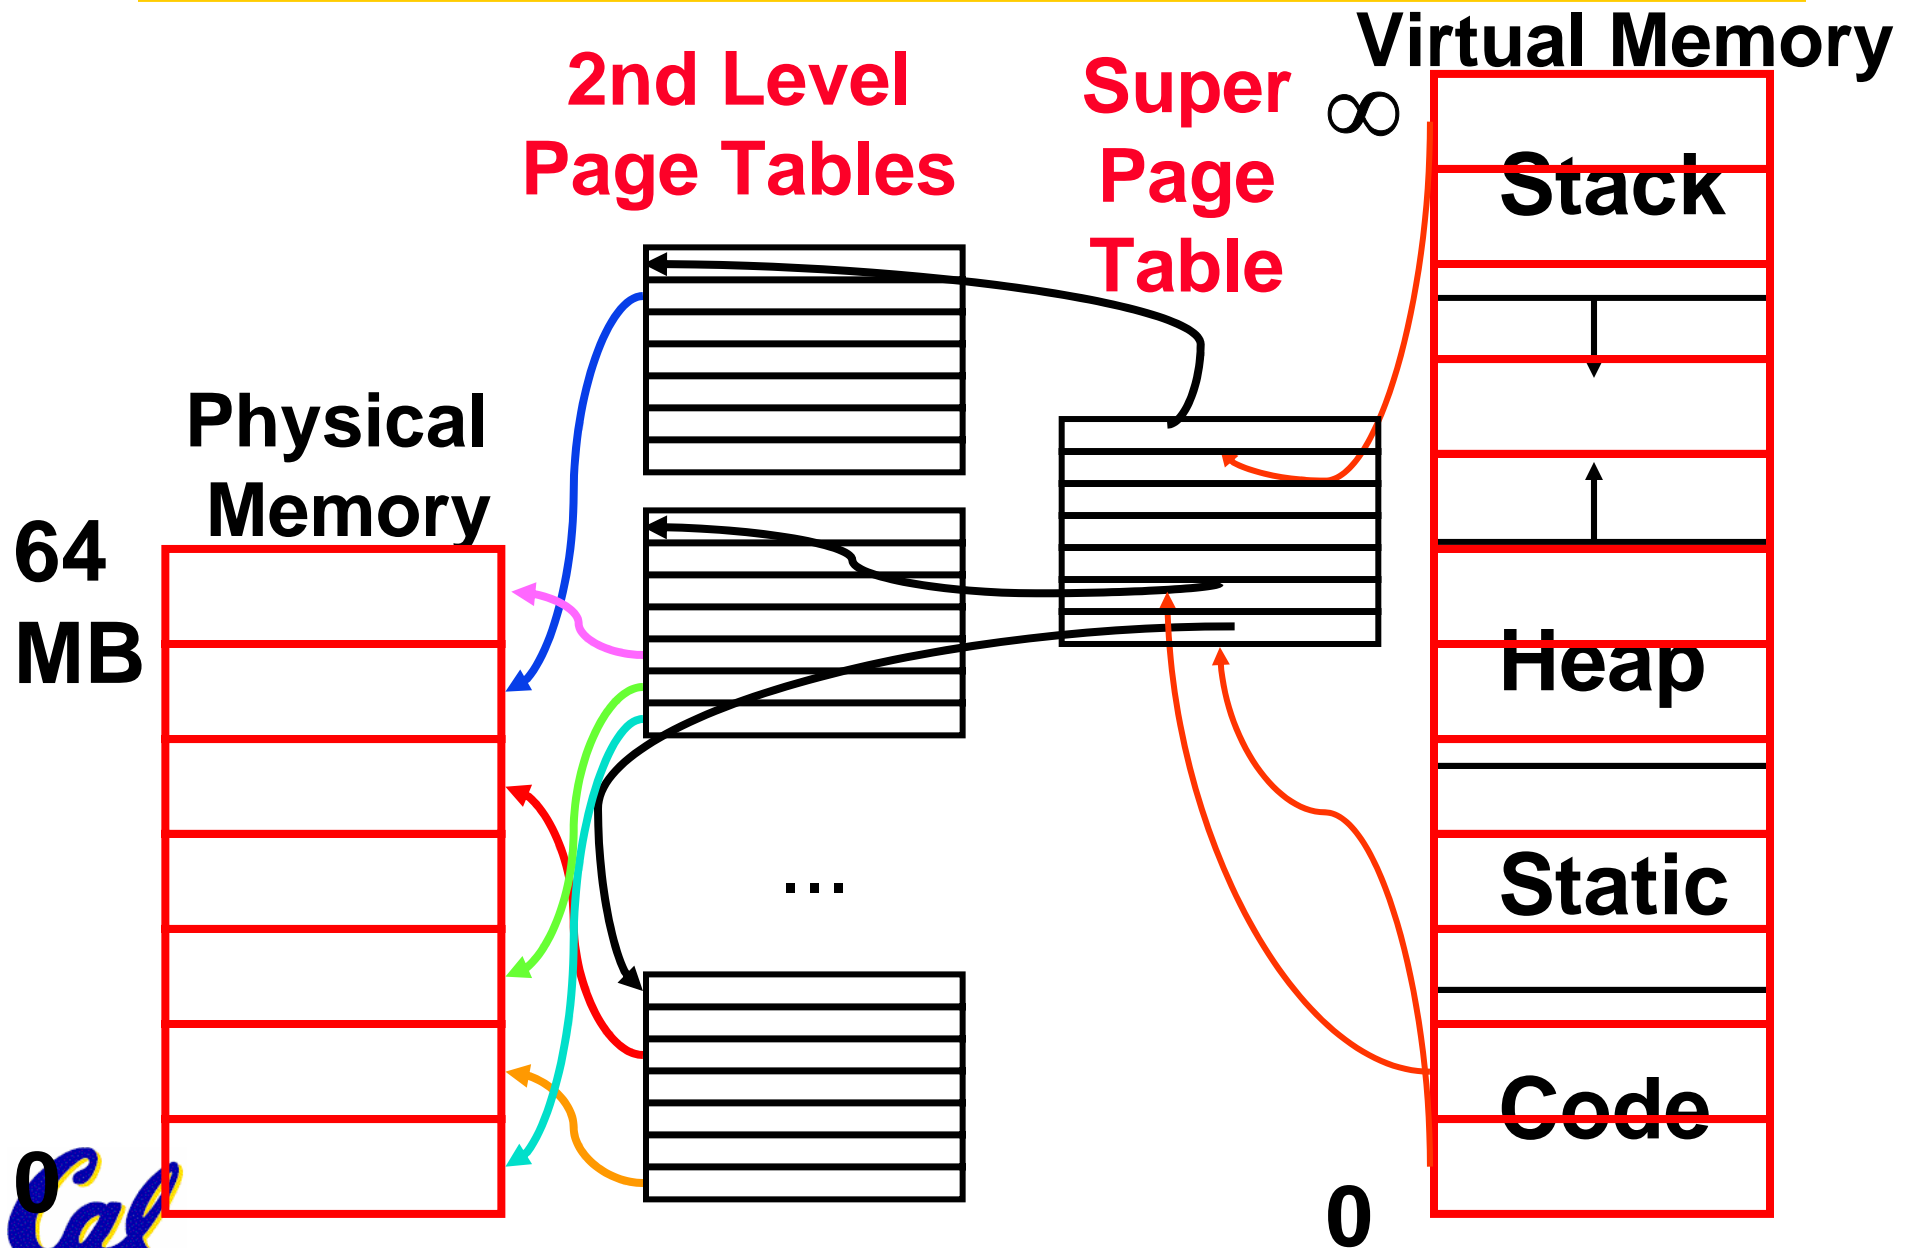 Virtual Memory
2nd Level
Page Tables
Super
Page
Table
∞
Stack
Physical
Memory
64
MB
Heap
...
Static
Code
0
Cal
0